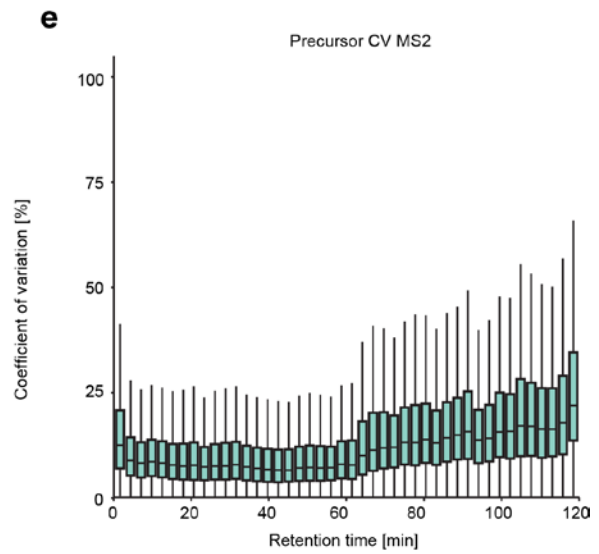 e
Precursor CV MS2
100
75
50
25
0
Coefficient of variation [%]
0 20 40 60 80 100 120
Retention time [min]